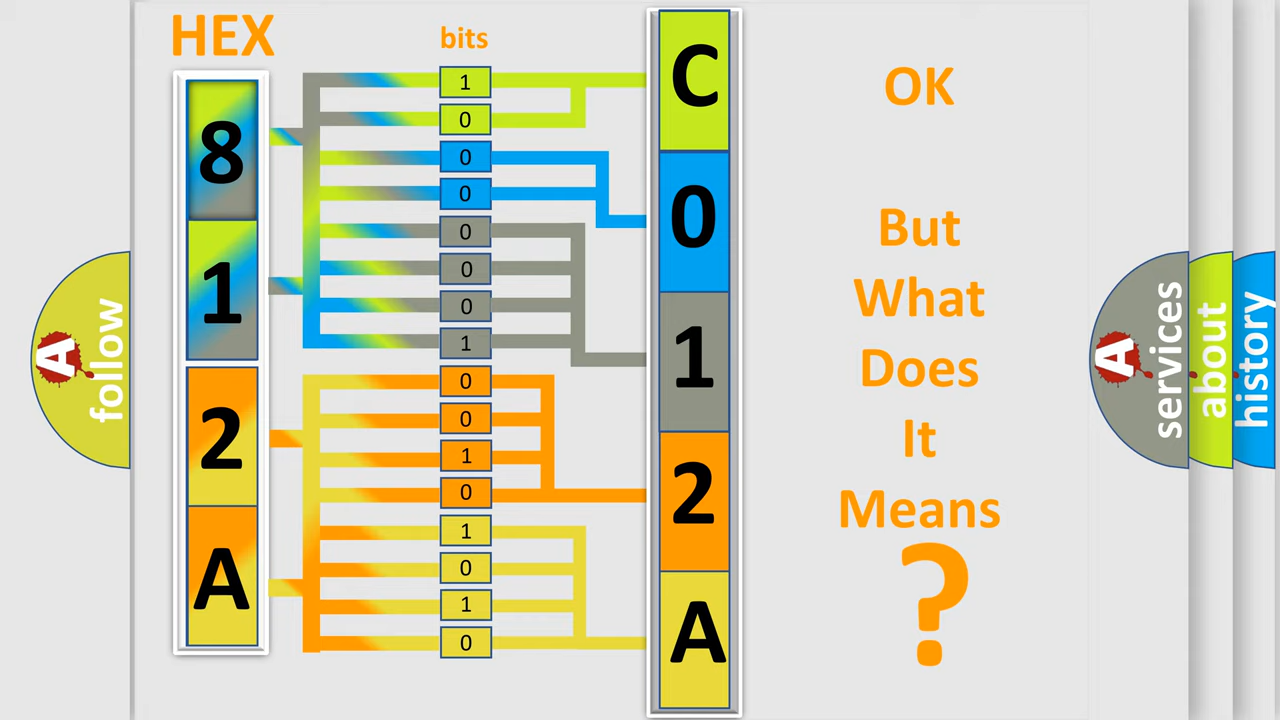 HEX
bits
8
1
2
A
1
0
0
0
0
0
0
1
0
0
1
0
1
0
1
0
C
0
1
2
A
OK
But
What
Does
It
Means
?
A
follow
A
services
about
history